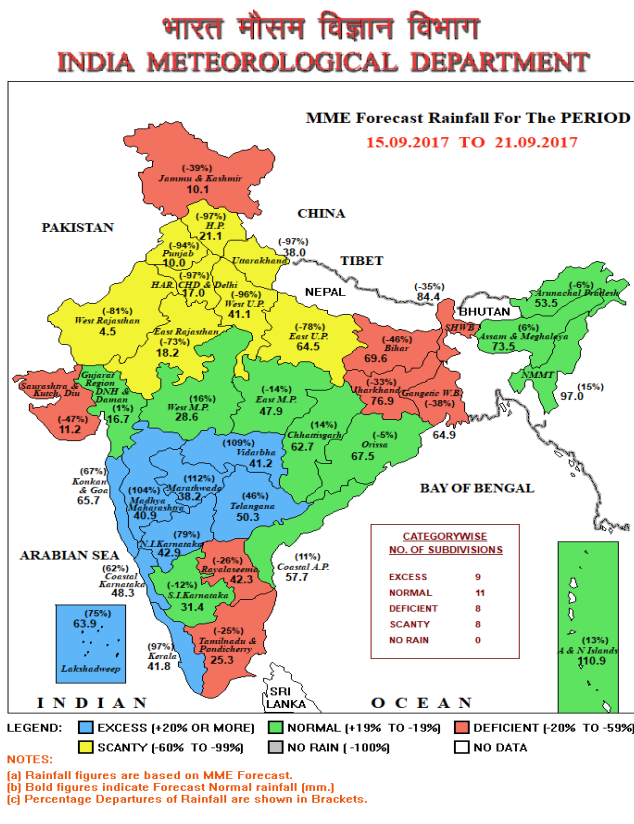 भारत मौसम विज्ञान विभाग
INDIA METEOROLOGICAL DEPARTMENT
MME Forecast Rainfall For The PERIOD
15.09.2017 TO 21.09.2017
(-39%)
Jammu & Kashmir
10.1
PAKISTAN
CHINA
TIBET
NEPAL
BHUTAN
(-97%)
H.P.
21.1
(-94%)
Punjab
10.0
Uttarakhand
(-97%)
38.0
(-97%)
HAR. CHD & Delhi
17.0
(-96%)
West U.P.
41.1
(-81%)
West Rajasthan
4.5
East Rajasthan
(-73%)
18.2
(-78%)
East U.P.
64.5
(-35%)
84.4
SHWB
(-6%)
Arunachal Pradesh
53.5
(6%)
Assam & Meghalaya
73.5
NMMT
(15%)
97.0
(-46%)
Bihar
69.6
(-33%)
Jharkhand
76.9
Gangetic W.B.
(-38%)
64.9
Saurashtra &
Kutch, Diu
(-47%)
11.2
Gujarat
Region
DNH &
Daman
(1%)
16.7
(16%)
West M.P.
28.6
(-14%)
East M.P.
47.9
(14%)
Chhattisgarh
62.7
(-5%)
Orissa
67.5
(109%)
Vidarbha
41.2
(67%)
Konkan
& Goa
65.7
(104%)
Madhya
Maharashtra
40.9
(112%)
Marathwada
38.2
(46%)
Telangana
50.3
BAY OF BENGAL
ARABIAN SEA
(79%)
N.I.Karnataka
42.9
(62%)
Coastal
Karnataka
48.3
(-26%)
Rayalaseema
42.3
(11%)
Coastal A.P.
57.7
(-12%)
S.I.Karnataka
31.4
(-25%)
Tamilnadu &
Pondicherry
25.3
(97%)
Kerala
41.8
(75%)
63.9
Lakshadweep
CATEGORYWISE
NO. OF SUBDIVISIONS
EXCESS 9
NORMAL 11
DEFICIENT 8
SCANTY 8
NO RAIN 0
(13%)
A & N Islands
110.9
SRI
LANKA
INDIAN OCEAN
LEGEND: EXCESS (+20% OR MORE) NORMAL (+19% TO -19%) DEFICIENT (-20% TO -59%)
SCANTY (-60% TO -99%) NO RAIN (-100%) NO DATA
NOTES:
(a) Rainfall figures are based on MME Forecast.
(b) Bold figures indicate Forecast Normal rainfall (mm.)
(c) Percentage Departures of Rainfall are shown in Brackets.